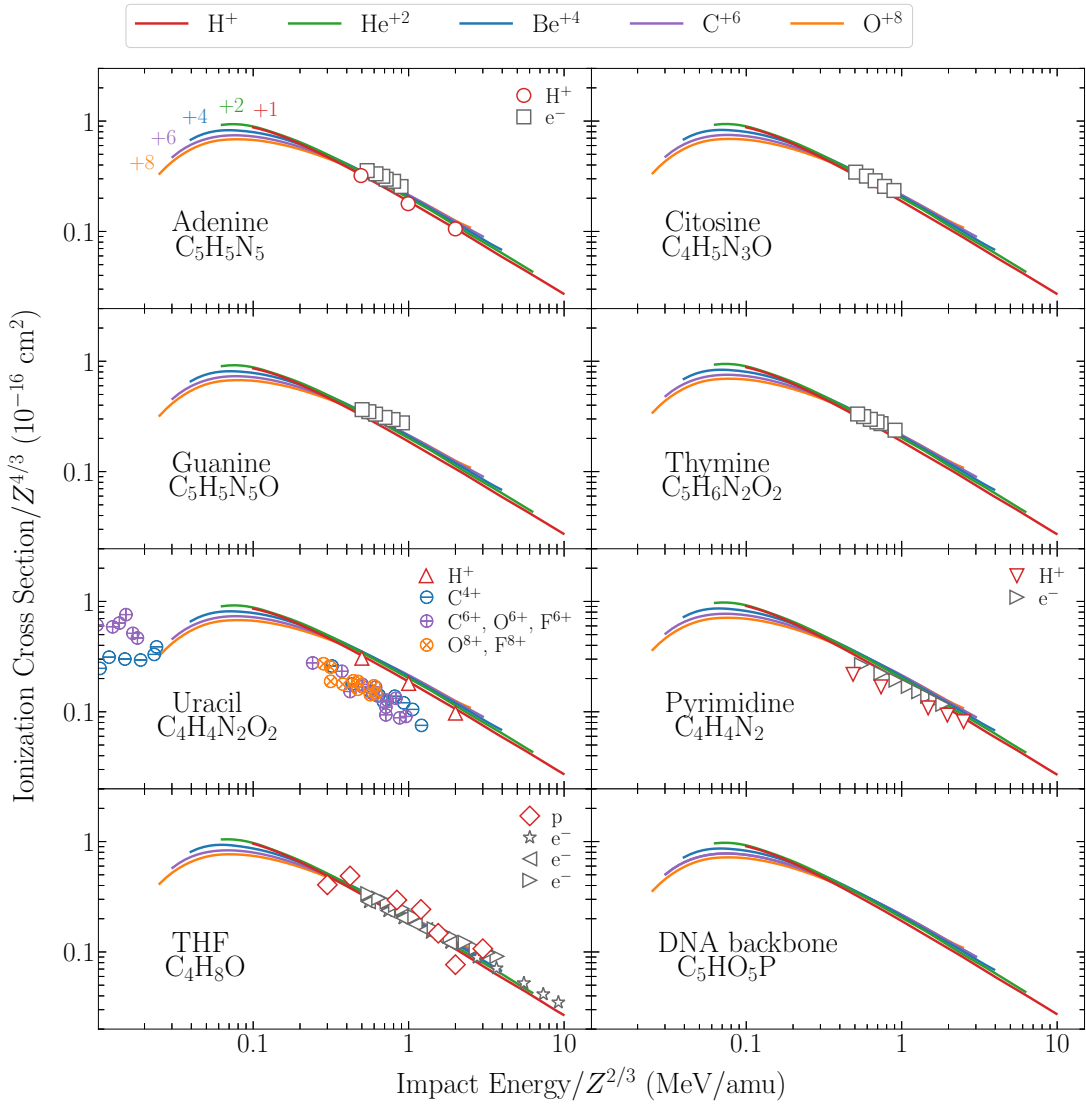 H⁺ He⁺² Be⁺⁴ C⁺⁶ O⁺⁸
Ionization Cross Section/Z^{4/3} (10⁻¹⁶ cm²)
1
0.1
+8
+6
+4
+2
+1
H⁺
e⁻
Adenine
C₅H₅N₅
Citosine
C₄H₅N₃O
1
0.1
Guanine
C₅H₅N₅O
Thymine
C₅H₆N₂O₂
1
0.1
H⁺
C⁴⁺
C⁶⁺, O⁶⁺, F⁶⁺
O⁸⁺, F⁸⁺
Uracil
C₄H₄N₂O₂
H⁺
e⁻
Pyrimidine
C₄H₄N₂
1
0.1
p
e⁻
e⁻
e⁻
THF
C₄H₈O
DNA backbone
C₅HO₅P
0.1 1 10 0.1 1 10
Impact Energy/Z^{2/3} (MeV/amu)